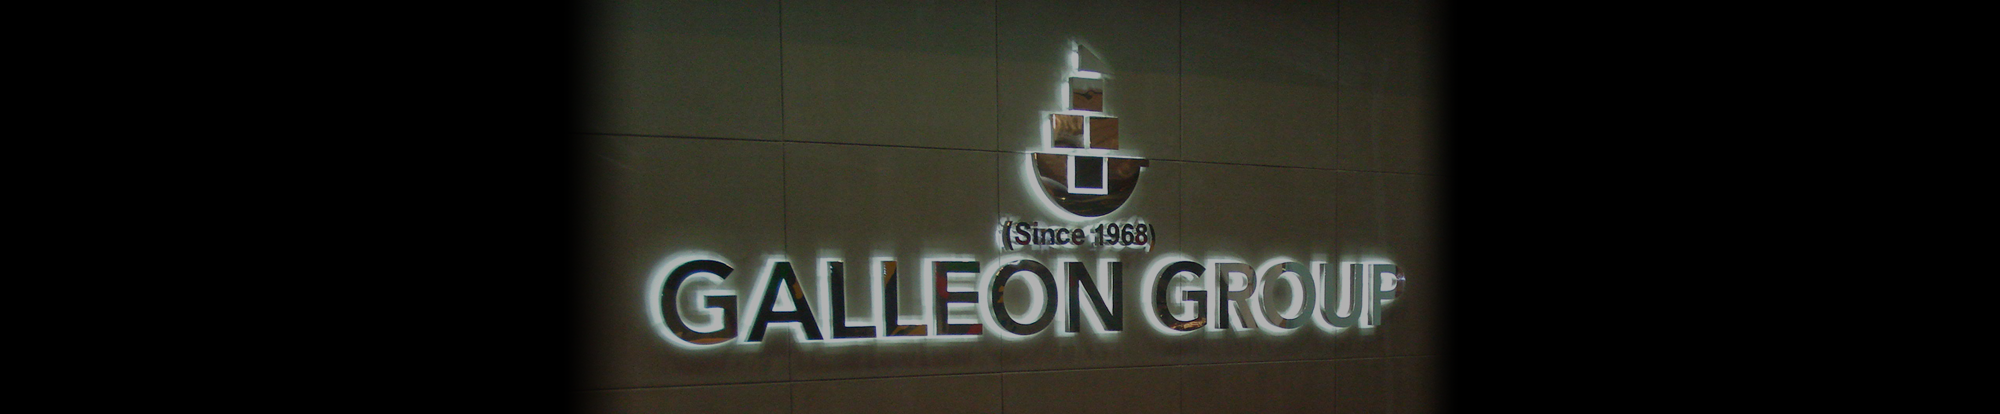 (Since 1968)
GALLEON GROUP